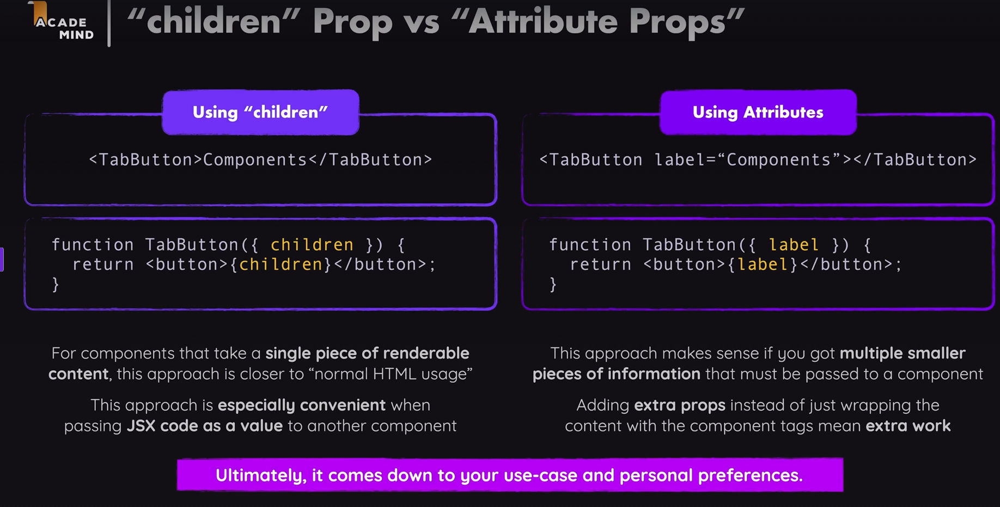 ACADE
MIND
“children” Prop vs “Attribute Props”
Using “children”
<TabButton>Components</TabButton>
function TabButton({ children }) {
return <button>{children}</button>;
}
For components that take a single piece of renderable
content, this approach is closer to “normal HTML usage”
This approach is especially convenient when
passing JSX code as a value to another component
Using Attributes
<TabButton label=“Components”></TabButton>
function TabButton({ label }) {
return <button>{label}</button>;
}
This approach makes sense if you got multiple smaller
pieces of information that must be passed to a component
Adding extra props instead of just wrapping the
content with the component tags mean extra work
Ultimately, it comes down to your use-case and personal preferences.